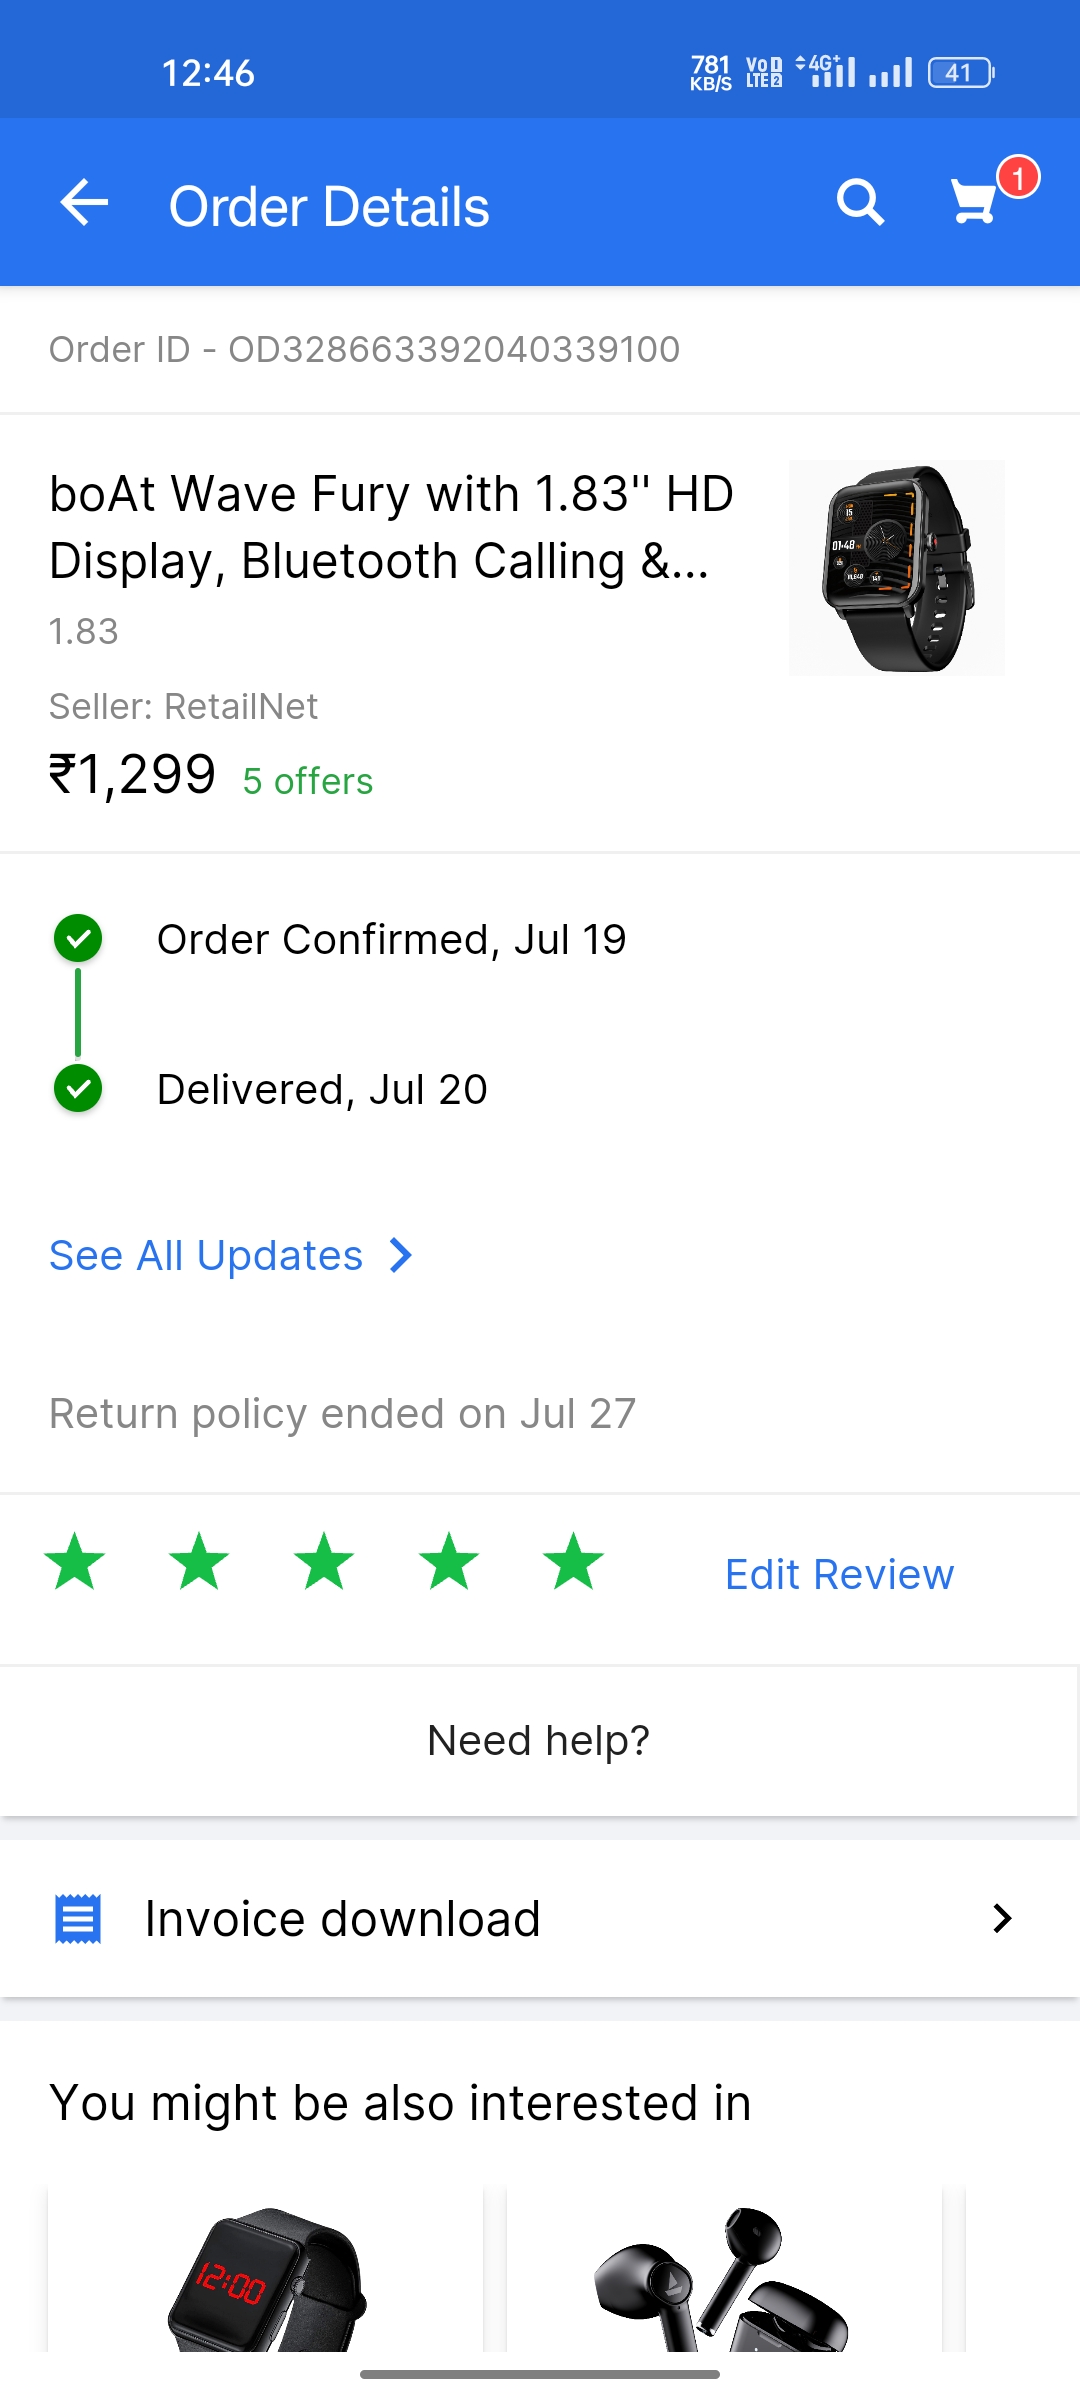 12:46
781 KB/S
VoD LTE 2
4G+
41
Order Details
1
Order ID - OD328663392040339100
boAt Wave Fury with 1.83" HD
Display, Bluetooth Calling &...
1.83
Seller: RetailNet
₹1,299 5 offers
Order Confirmed, Jul 19
Delivered, Jul 20
See All Updates
Return policy ended on Jul 27
Edit Review
Need help?
Invoice download
You might be also interested in
12:00